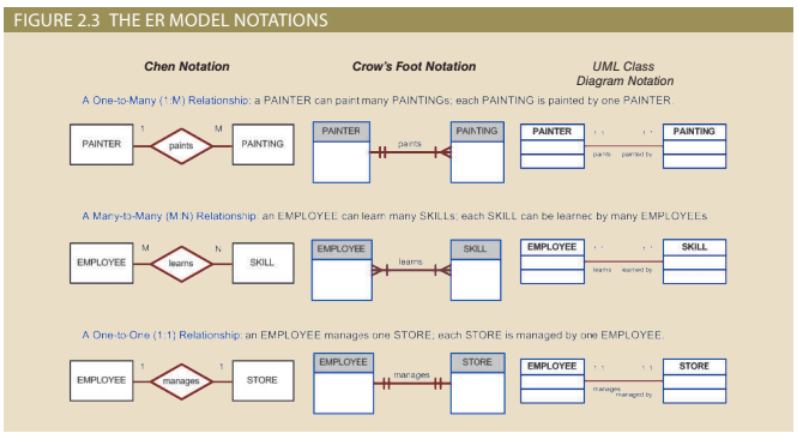 FIGURE 2.3 THE ER MODEL NOTATIONS
Chen Notation
Crow's Foot Notation
UML Class
Diagram Notation
A One-to-Many (1:M) Relationship: a PAINTER can paint many PAINTINGs; each PAINTING is painted by one PAINTER.
PAINTER
1
paints
M
PAINTING
PAINTER
paints
PAINTING
PAINTER
paints
painted by
PAINTING
A Many-to-Many (M:N) Relationship: an EMPLOYEE can learn many SKILLs; each SKILL can be learned by many EMPLOYEEs
EMPLOYEE
M
learns
N
SKILL
EMPLOYEE
learns
SKILL
EMPLOYEE
learns
learned by
SKILL
A One-to-One (1:1) Relationship: an EMPLOYEE manages one STORE; each STORE is managed by one EMPLOYEE.
EMPLOYEE
1
manages
1
STORE
EMPLOYEE
manages
STORE
EMPLOYEE
manages
managed by
STORE